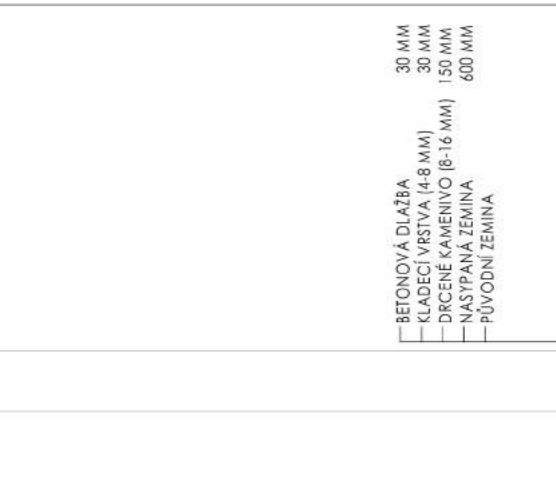 BETONOVÁ DLAŽBA 30 MM
KLADECÍ VRSTVA (4-8 MM) 30 MM
DRCENÉ KAMENIVO (8-16 MM) 150 MM
NASYPANÁ ZEMINA 600 MM
PŮVODNÍ ZEMINA